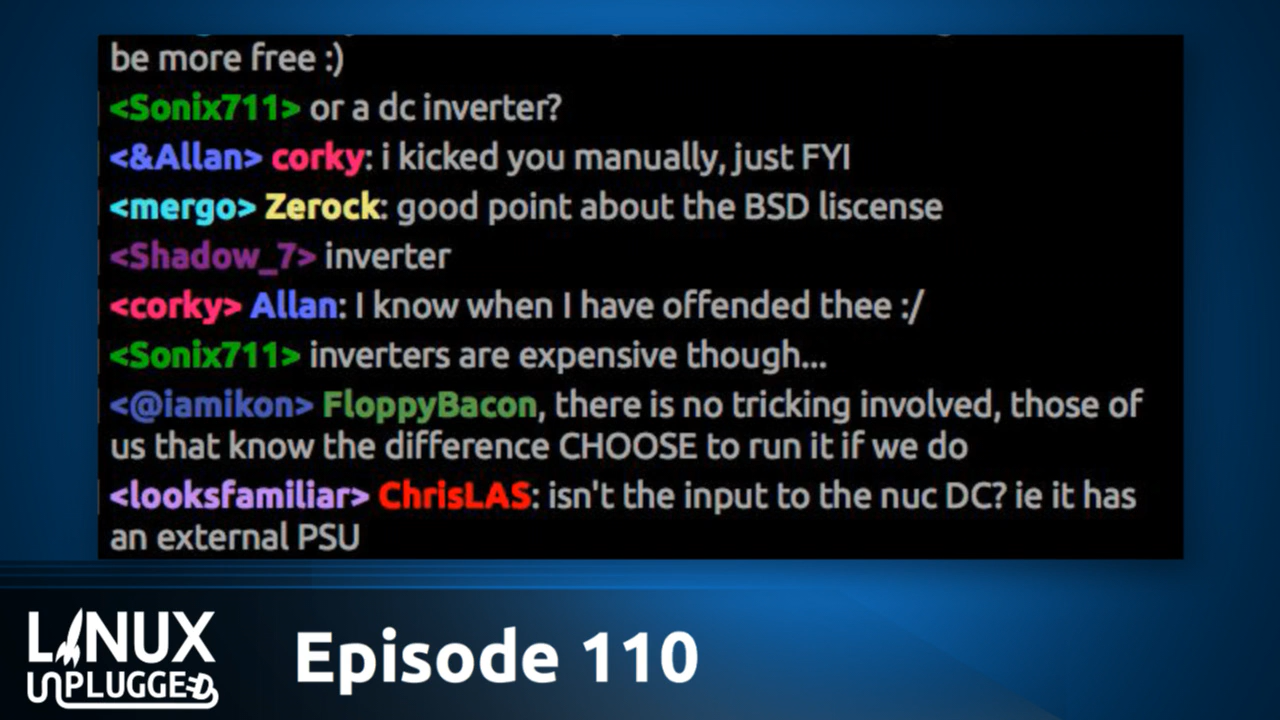 be more free :)
<Sonix711> or a dc inverter?
<&Allan> corky: i kicked you manually, just FYI
<mergo> Zerock: good point about the BSD liscense
<Shadow_7> inverter
<corky> Allan: I know when I have offended thee :/
<Sonix711> inverters are expensive though...
<@iamikon> FloppyBacon, there is no tricking involved, those of
us that know the difference CHOOSE to run it if we do
<looksfamiliar> ChrisLAS: isn't the input to the nuc DC? ie it has
an external PSU
LINUX
UNPLUGGED
Episode 110